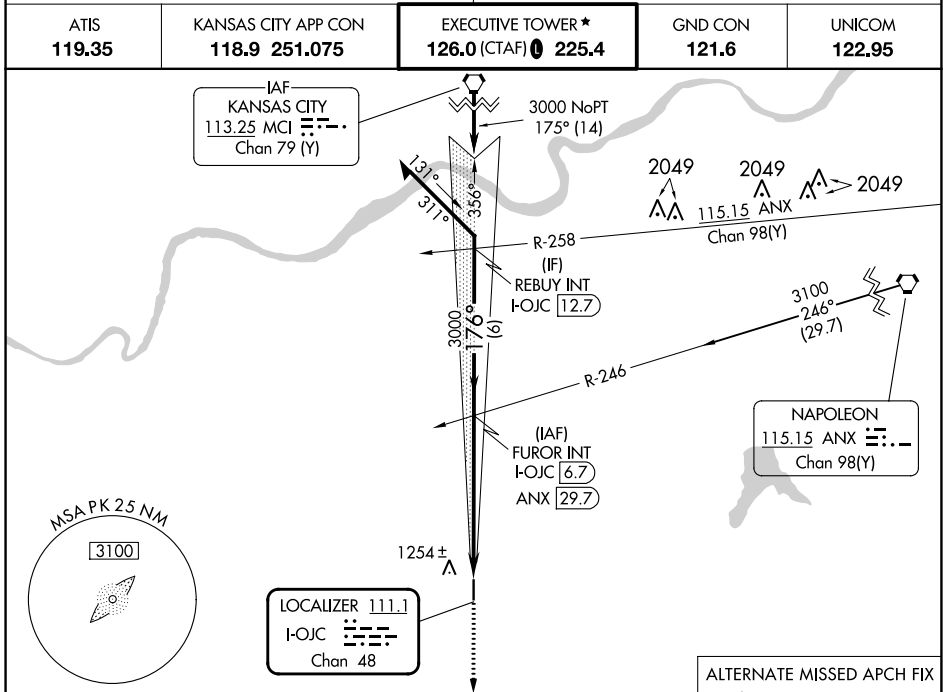 ATIS
119.35
KANSAS CITY APP CON
118.9 251.075
EXECUTIVE TOWER★
126.0 (CTAF) Ⓛ 225.4
GND CON
121.6
UNICOM
122.95
IAF
KANSAS CITY
113.25 MCI
Chan 79 (Y)
3000 NoPT
175° (14)
131°
311°
356°
2049
2049
2049
115.15 ANX
Chan 98(Y)
R-258
(IF)
REBUY INT
I-OJC 12.7
3000
176°
(6)
3100
246°
(29.7)
R-246
(IAF)
FUROR INT
I-OJC 6.7
ANX 29.7
NAPOLEON
115.15 ANX
Chan 98(Y)
MSA PK 25 NM
3100
1254±
LOCALIZER 111.1
I-OJC
Chan 48
ALTERNATE MISSED APCH FIX